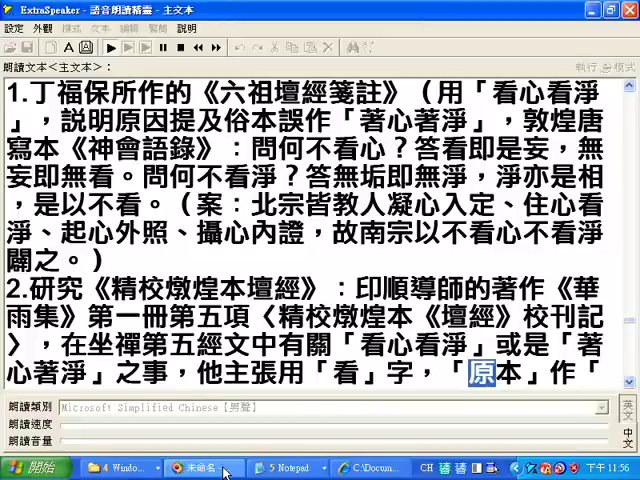 ExtraSpeaker - 語音朗讀精靈 - 主文本
設定 外觀 模式 文本 編輯 緊簡 說明
執行 模式
朗讀文本<主文本>：
1.丁福保所作的《六祖壇經箋註》（用「看心看淨
」，說明原因提及俗本誤作「著心著淨」，敦煌唐
寫本《神會語錄》：問何不看心？答看即是妄，無
妄即無看。問何不看淨？答無垢即無淨，淨亦是相
，是以不看。（案：北宗皆教人凝心入定、住心看
淨、起心外照、攝心內證，故南宗以不看心不看淨
闢之。）
2.研究《精校燉煌本壇經》：印順導師的著作《華
雨集》第一冊第五項〈精校燉煌本《壇經》校刊記
〉，在坐禪第五經文中有關「看心看淨」或是「著
心著淨」之事，他主張用「看」字，「原本」作「
朗讀類別 Microsoft Simplified Chinese【男聲】
朗讀速度
朗讀音量
英文
中文
開始 4 Windo... 未命名 - 5 Notepad C:\Docum... CH 下午 11:56